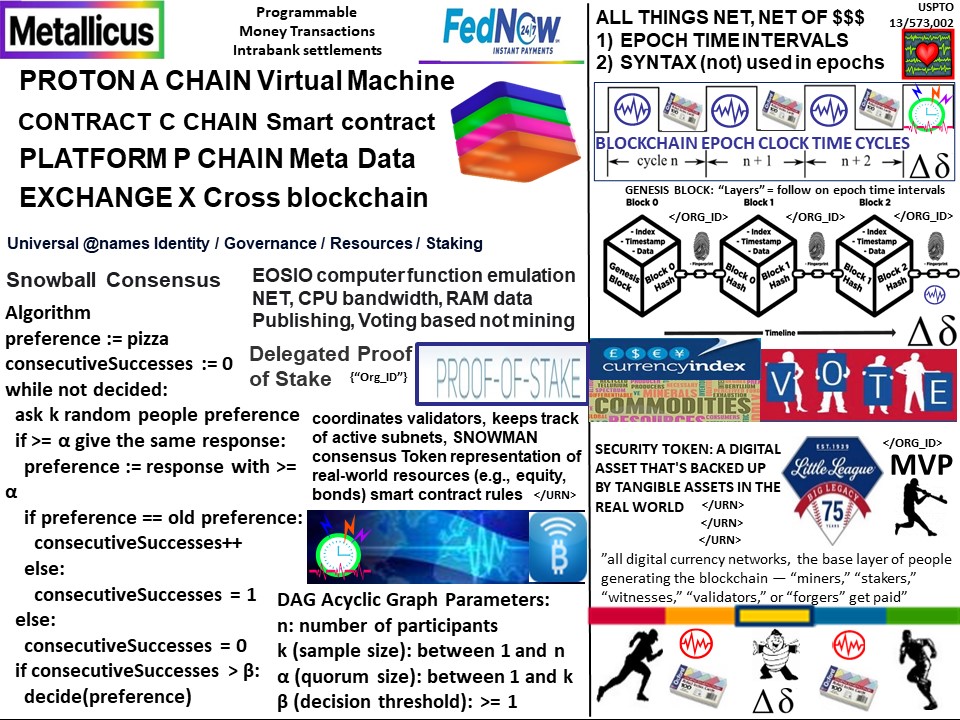 Metallicus
Programmable
Money Transactions
Intrabank settlements
FedNow
24/7
INSTANT PAYMENTS
PROTON A CHAIN Virtual Machine
CONTRACT C CHAIN Smart contract
PLATFORM P CHAIN Meta Data
EXCHANGE X Cross blockchain
Universal @names Identity / Governance / Resources / Staking
Snowball Consensus
Algorithm
preference := pizza
consecutiveSuccesses := 0
while not decided:
ask k random people preference
if >= α give the same response:
preference := response with >=
α
if preference == old preference:
consecutiveSuccesses++
else:
consecutiveSuccesses = 1
else:
consecutiveSuccesses = 0
if consecutiveSuccesses > β:
decide(preference)
EOSIO computer function emulation
NET, CPU bandwidth, RAM data
Publishing, Voting based not mining
Delegated Proof
of Stake {“Org_ID”}
PROOF-OF-STAKE
coordinates validators, keeps track
of active subnets, SNOWMAN
consensus Token representation of
real-world resources (e.g., equity,
bonds) smart contract rules </URN>
DAG Acyclic Graph Parameters:
n: number of participants
k (sample size): between 1 and n
α (quorum size): between 1 and k
β (decision threshold): >= 1
USPTO
13/573,002
ALL THINGS NET, NET OF $$$
1) EPOCH TIME INTERVALS
2) SYNTAX (not) used in epochs
100
100
100
BLOCKCHAIN EPOCH CLOCK TIME CYCLES
cycle n
n + 1
n + 2
Δδ
GENESIS BLOCK: “Layers” = follow on epoch time intervals
Block 0
Block 1
Block 2
</ORG_ID>
</ORG_ID>
</ORG_ID>
- Index
- Timestamp
- Data
- Index
- Timestamp
- Data
- Index
- Timestamp
- Data
Fingerprint
Fingerprint
Fingerprint
Genesis Block
Block 0 Hash
Block 0 Hash
Block 1 Hash
Block 1 Hash
Block 2 Hash
Timeline
Δδ
£ $ € ¥
currencyindex
PRODUCERS
NECESSARY
MINERALS
EXHAUSTION
COMMODITIES
RESOURCES
VOTE
SECURITY TOKEN: A DIGITAL
ASSET THAT'S BACKED UP
BY TANGIBLE ASSETS IN THE
REAL WORLD </URN>
</URN>
</URN>
EST. 1939
Little League
BIG LEGACY
75
YEARS
</ORG_ID>
MVP
”all digital currency networks, the base layer of people
generating the blockchain — “miners,” “stakers,”
“witnesses,” “validators,” or “forgers” get paid”
100
100
Δδ